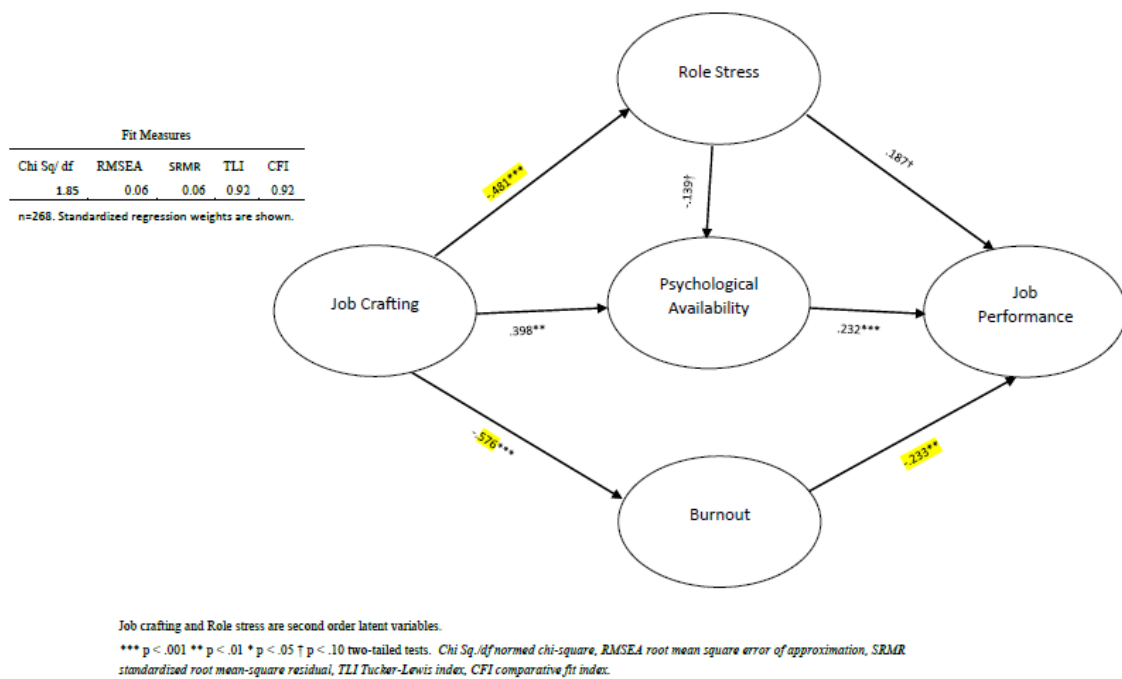 Role Stress
Fit Measures
Chi Sq/ df RMSEA SRMR TLI CFI
1.85 0.06 0.06 0.92 0.92
n=268. Standardized regression weights are shown.
-.481***
.187†
-.139†
Job Crafting
Psychological
Availability
Job
Performance
.398**
.232***
-.576***
-.233**
Burnout
Job crafting and Role stress are second order latent variables.
*** p < .001 ** p < .01 * p < .05 † p < .10 two-tailed tests. Chi Sq./df normed chi-square, RMSEA root mean square error of approximation, SRMR
standardized root mean-square residual, TLI Tucker-Lewis index, CFI comparative fit index.